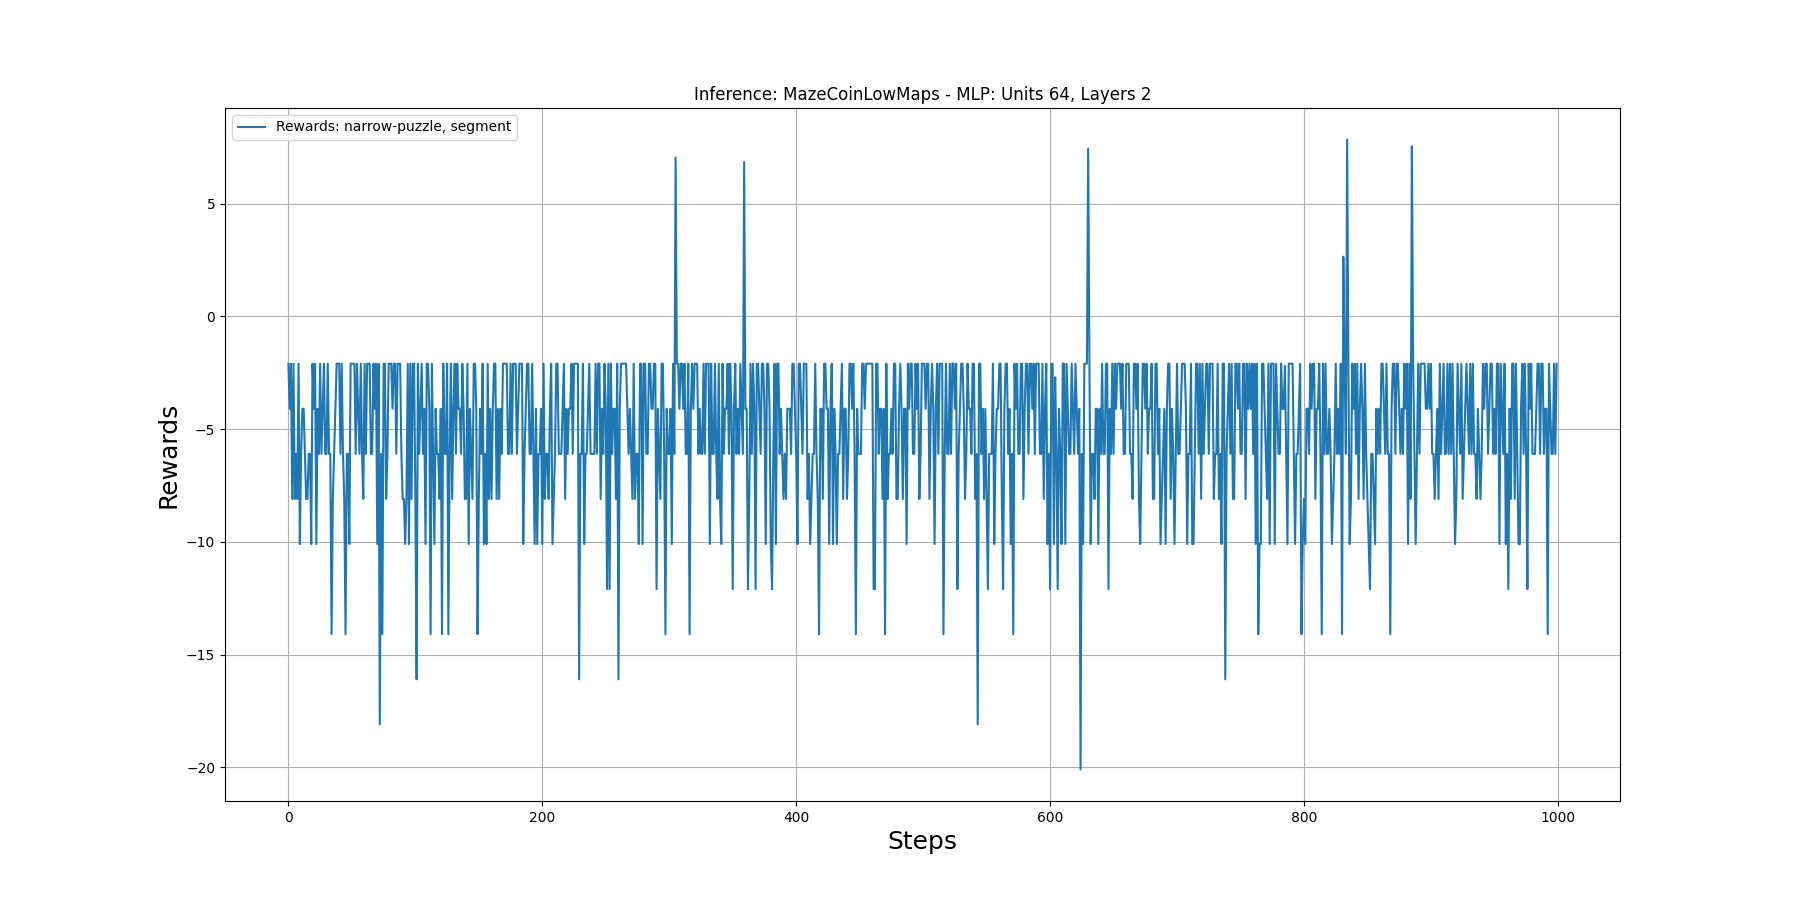 Inference: MazeCoinLowMaps - MLP: Units 64, Layers 2
Rewards: narrow-puzzle, segment
5
0
−5
−10
−15
−20
Rewards
0 200 400 600 800 1000
Steps